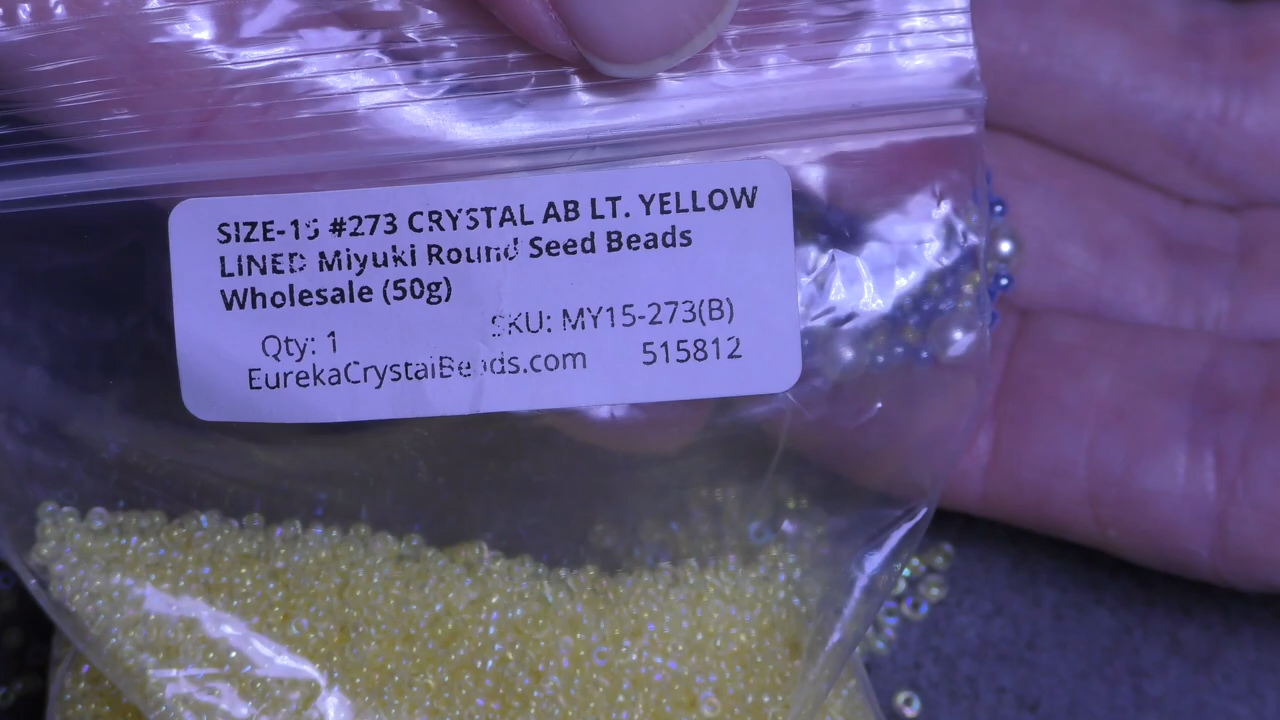 SIZE-15 #273 CRYSTAL AB LT. YELLOW
LINED Miyuki Round Seed Beads
Wholesale (50g)
SKU: MY15-273(B)
Qty: 1
EurekaCrystalBeads.com 515812